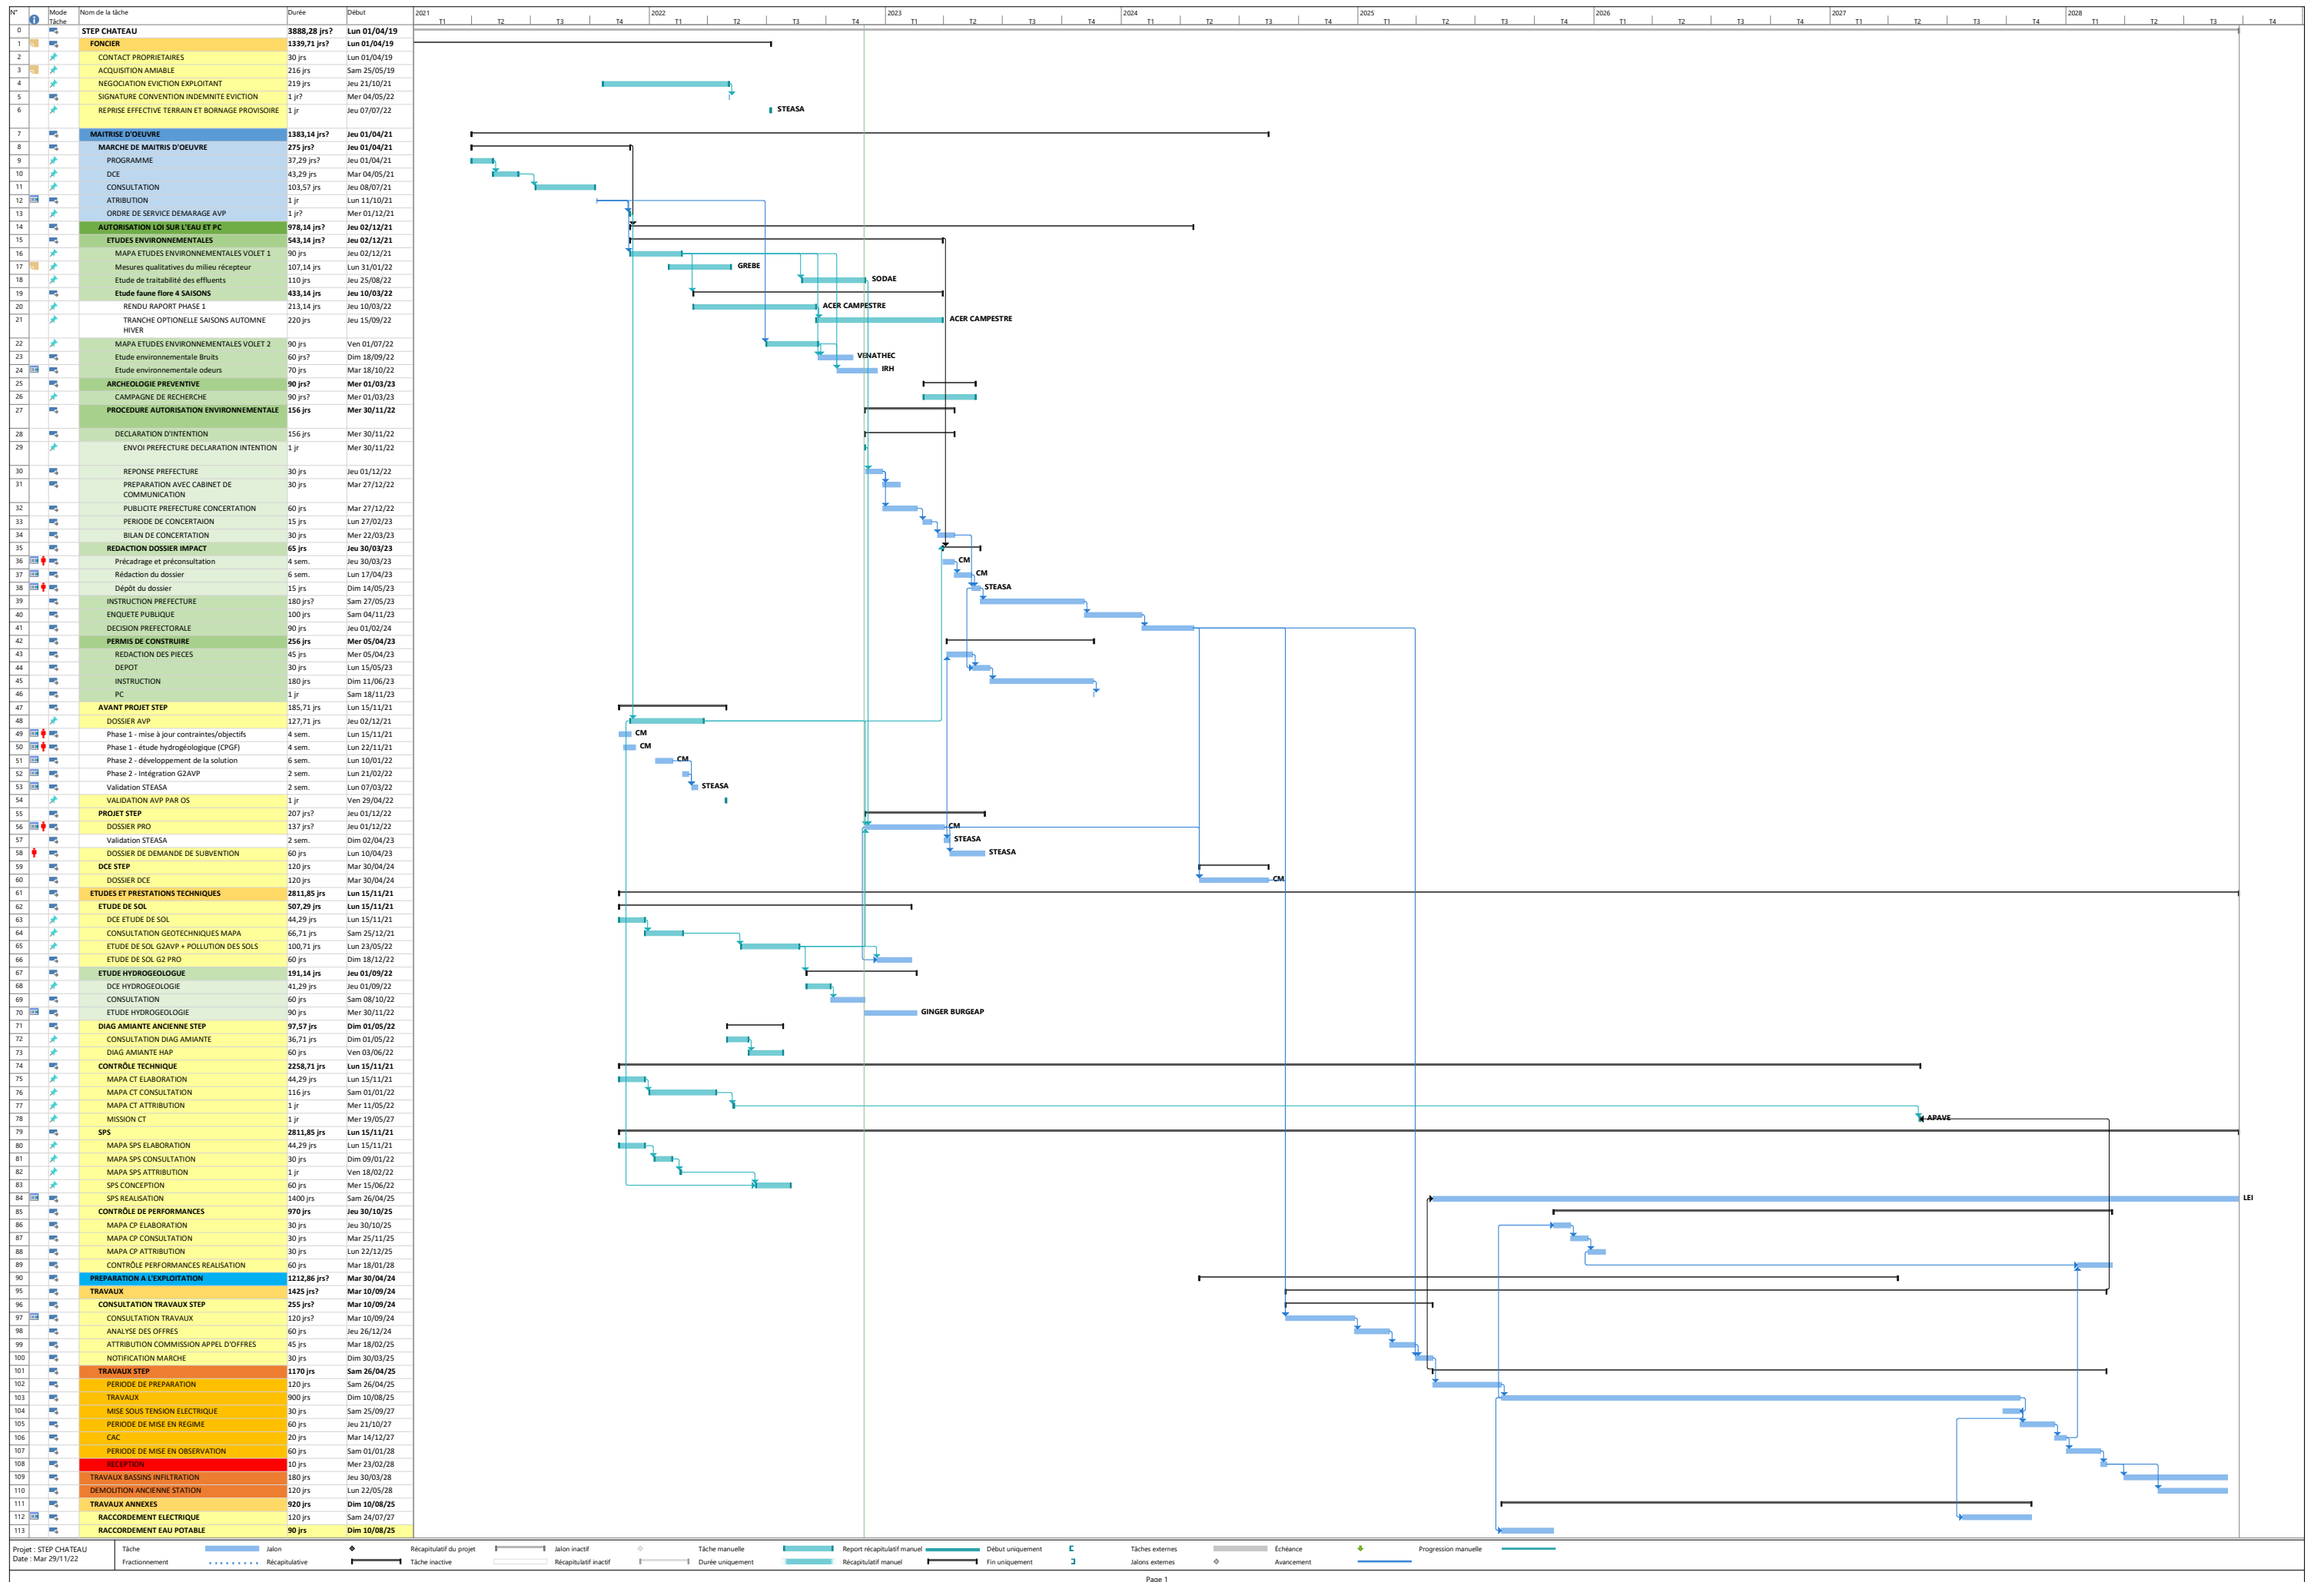 N° Mode Tâche Nom de la tâche Durée Début 2021 2022 2023 2024 2025 2026 2027 2028
T1 T2 T3 T4 T1 T2 T3 T4 T1 T2 T3 T4 T1 T2 T3 T4 T1 T2 T3 T4 T1 T2 T3 T4 T1 T2 T3 T4 T1 T2 T3 T4
0 STEP CHATEAU 3888,28 jrs? Lun 01/04/19
1 FONCIER 1339,71 jrs? Lun 01/04/19
2 CONTACT PROPRIETAIRES 30 jrs Lun 01/04/19
3 ACQUISITION AMIABLE 216 jrs Sam 25/05/19
4 NEGOCIATION EVICTION EXPLOITANT 219 jrs Jeu 21/10/21
5 SIGNATURE CONVENTION INDEMNITE EVICTION 1 jr? Mer 04/05/22
6 REPRISE EFFECTIVE TERRAIN ET BORNAGE PROVISOIRE 1 jr Jeu 07/07/22 STEASA
7 MAITRISE D'OEUVRE 1383,14 jrs? Jeu 01/04/21
8 MARCHE DE MAITRIS D'OEUVRE 275 jrs? Jeu 01/04/21
9 PROGRAMME 37,29 jrs? Jeu 01/04/21
10 DCE 43,29 jrs Mar 04/05/21
11 CONSULTATION 103,57 jrs Jeu 08/07/21
12 ATRIBUTION 1 jr Lun 11/10/21
13 ORDRE DE SERVICE DEMARAGE AVP 1 jr? Mer 01/12/21
14 AUTORISATION LOI SUR L'EAU ET PC 978,14 jrs? Jeu 02/12/21
15 ETUDES ENVIRONNEMENTALES 543,14 jrs? Jeu 02/12/21
16 MAPA ETUDES ENVIRONNEMENTALES VOLET 1 90 jrs Jeu 02/12/21
17 Mesures qualitatives du milieu récepteur 107,14 jrs Lun 31/01/22 GREBE
18 Etude de traitabilité des effluents 110 jrs Jeu 25/08/22 SODAE
19 Etude faune flore 4 SAISONS 433,14 jrs Jeu 10/03/22
20 RENDU RAPORT PHASE 1 213,14 jrs Jeu 10/03/22 ACER CAMPESTRE
21 TRANCHE OPTIONELLE SAISONS AUTOMNE HIVER 220 jrs Jeu 15/09/22 ACER CAMPESTRE
22 MAPA ETUDES ENVIRONNEMENTALES VOLET 2 90 jrs Ven 01/07/22
23 Etude environnementale Bruits 60 jrs? Dim 18/09/22 VENATHEC
24 Etude environnementale odeurs 70 jrs Mar 18/10/22 IRH
25 ARCHEOLOGIE PREVENTIVE 90 jrs? Mer 01/03/23
26 CAMPAGNE DE RECHERCHE 90 jrs? Mer 01/03/23
27 PROCEDURE AUTORISATION ENVIRONNEMENTALE 156 jrs Mer 30/11/22
28 DECLARATION D'INTENTION 156 jrs Mer 30/11/22
29 ENVOI PREFECTURE DECLARATION INTENTION 1 jr Mer 30/11/22
30 REPONSE PREFECTURE 30 jrs Jeu 01/12/22
31 PREPARATION AVEC CABINET DE COMMUNICATION 30 jrs Mar 27/12/22
32 PUBLICITE PREFECTURE CONCERTATION 60 jrs Mar 27/12/22
33 PERIODE DE CONCERTAION 15 jrs Lun 27/02/23
34 BILAN DE CONCERTATION 30 jrs Mer 22/03/23
35 REDACTION DOSSIER IMPACT 65 jrs Jeu 30/03/23
36 Précadrage et préconsultation 4 sem. Jeu 30/03/23 CM
37 Rédaction du dossier 6 sem. Lun 17/04/23 CM
38 Dépôt du dossier 15 jrs Dim 14/05/23 STEASA
39 INSTRUCTION PREFECTURE 180 jrs? Sam 27/05/23
40 ENQUETE PUBLIQUE 100 jrs Sam 04/11/23
41 DECISION PREFECTORALE 90 jrs Jeu 01/02/24
42 PERMIS DE CONSTRUIRE 256 jrs Mer 05/04/23
43 REDACTION DES PIECES 45 jrs Mer 05/04/23
44 DEPOT 30 jrs Lun 15/05/23
45 INSTRUCTION 180 jrs Dim 11/06/23
46 PC 1 jr Sam 18/11/23
47 AVANT PROJET STEP 185,71 jrs Lun 15/11/21
48 DOSSIER AVP 127,71 jrs Jeu 02/12/21
49 Phase 1 - mise à jour contraintes/objectifs 4 sem. Lun 15/11/21 CM
50 Phase 1 - étude hydrogéologique (CPGF) 4 sem. Lun 22/11/21 CM
51 Phase 2 - développement de la solution 6 sem. Lun 10/01/22 CM
52 Phase 2 - Intégration G2AVP 2 sem. Lun 21/02/22
53 Validation STEASA 2 sem. Lun 07/03/22 STEASA
54 VALIDATION AVP PAR OS 1 jr Ven 29/04/22
55 PROJET STEP 207 jrs? Jeu 01/12/22
56 DOSSIER PRO 137 jrs? Jeu 01/12/22 CM
57 Validation STEASA 2 sem. Dim 02/04/23 STEASA
58 DOSSIER DE DEMANDE DE SUBVENTION 60 jrs Lun 10/04/23 STEASA
59 DCE STEP 120 jrs Mar 30/04/24
60 DOSSIER DCE 120 jrs Mar 30/04/24 CM
61 ETUDES ET PRESTATIONS TECHNIQUES 2811,85 jrs Lun 15/11/21
62 ETUDE DE SOL 507,29 jrs Lun 15/11/21
63 DCE ETUDE DE SOL 44,29 jrs Lun 15/11/21
64 CONSULTATION GEOTECHNIQUES MAPA 66,71 jrs Sam 25/12/21
65 ETUDE DE SOL G2AVP + POLLUTION DES SOLS 100,71 jrs Lun 23/05/22
66 ETUDE DE SOL G2 PRO 60 jrs Dim 18/12/22
67 ETUDE HYDROGEOLOGUE 191,14 jrs Jeu 01/09/22
68 DCE HYDROGEOLOGIE 41,29 jrs Jeu 01/09/22
69 CONSULTATION 60 jrs Sam 08/10/22
70 ETUDE HYDROGEOLOGIE 90 jrs Mer 30/11/22 GINGER BURGEAP
71 DIAG AMIANTE ANCIENNE STEP 97,57 jrs Dim 01/05/22
72 CONSULTATION DIAG AMIANTE 36,71 jrs Dim 01/05/22
73 DIAG AMIANTE HAP 60 jrs Ven 03/06/22
74 CONTRÔLE TECHNIQUE 2258,71 jrs Lun 15/11/21
75 MAPA CT ELABORATION 44,29 jrs Lun 15/11/21
76 MAPA CT CONSULTATION 116 jrs Sam 01/01/22
77 MAPA CT ATTRIBUTION 1 jr Mer 11/05/22
78 MISSION CT 1 jr Mer 19/05/27 APAVE
79 SPS 2811,85 jrs Lun 15/11/21
80 MAPA SPS ELABORATION 44,29 jrs Lun 15/11/21
81 MAPA SPS CONSULTATION 30 jrs Dim 09/01/22
82 MAPA SPS ATTRIBUTION 1 jr Ven 18/02/22
83 SPS CONCEPTION 60 jrs Mer 15/06/22
84 SPS REALISATION 1400 jrs Sam 26/04/25 LEI
85 CONTRÔLE DE PERFORMANCES 970 jrs Jeu 30/10/25
86 MAPA CP ELABORATION 30 jrs Jeu 30/10/25
87 MAPA CP CONSULTATION 30 jrs Mar 25/11/25
88 MAPA CP ATTRIBUTION 30 jrs Lun 22/12/25
89 CONTRÔLE PERFORMANCES REALISATION 60 jrs Mar 18/01/28
90 PREPARATION A L'EXPLOITATION 1212,86 jrs? Mar 30/04/24
95 TRAVAUX 1425 jrs? Mar 10/09/24
96 CONSULTATION TRAVAUX STEP 255 jrs? Mar 10/09/24
97 CONSULTATION TRAVAUX 120 jrs? Mar 10/09/24
98 ANALYSE DES OFFRES 60 jrs Jeu 26/12/24
99 ATTRIBUTION COMMISSION APPEL D'OFFRES 45 jrs Mar 18/02/25
100 NOTIFICATION MARCHE 30 jrs Dim 30/03/25
101 TRAVAUX STEP 1170 jrs Sam 26/04/25
102 PERIODE DE PREPARATION 120 jrs Sam 26/04/25
103 TRAVAUX 900 jrs Dim 10/08/25
104 MISE SOUS TENSION ELECTRIQUE 30 jrs Sam 25/09/27
105 PERIODE DE MISE EN REGIME 60 jrs Jeu 21/10/27
106 CAC 20 jrs Mar 14/12/27
107 PERIODE DE MISE EN OBSERVATION 60 jrs Sam 01/01/28
108 RECEPTION 10 jrs Mer 23/02/28
109 TRAVAUX BASSINS INFILTRATION 180 jrs Jeu 30/03/28
110 DEMOLITION ANCIENNE STATION 120 jrs Lun 22/05/28
111 TRAVAUX ANNEXES 920 jrs Dim 10/08/25
112 RACCORDEMENT ELECTRIQUE 120 jrs Sam 24/07/27
113 RACCORDEMENT EAU POTABLE 90 jrs Dim 10/08/25
Projet : STEP CHATEAU
Date : Mar 29/11/22
Tâche Jalon Récapitulatif du projet Jalon inactif Tâche manuelle Report récapitulatif manuel Début uniquement Tâches externes Échéance Progression manuelle
Fractionnement Récapitulative Tâche inactive Récapitulatif inactif Durée uniquement Récapitulatif manuel Fin uniquement Jalons externes Avancement
Page 1